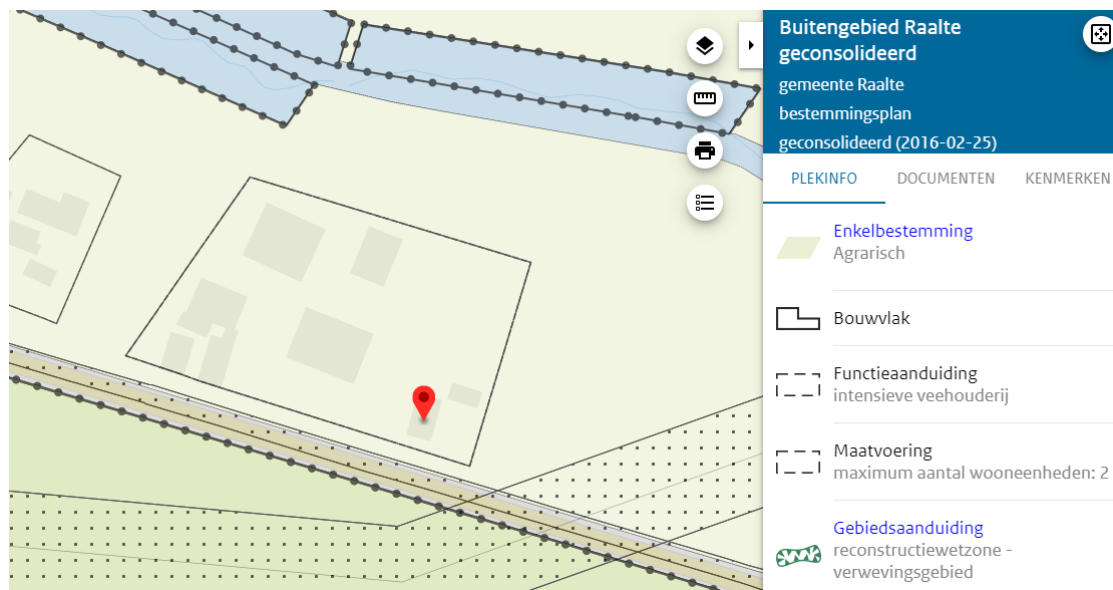 Buitengebied Raalte
geconsolideerd
gemeente Raalte
bestemmingsplan
geconsolideerd (2016-02-25)
PLEKINFO DOCUMENTEN KENMERKEN
Enkelbestemming
Agrarisch
Bouwvlak
Functieaanduiding
intensieve veehouderij
Maatvoering
maximum aantal wooneenheden: 2
Gebiedsaanduiding
reconstructiewetzone -
verwevingsgebied